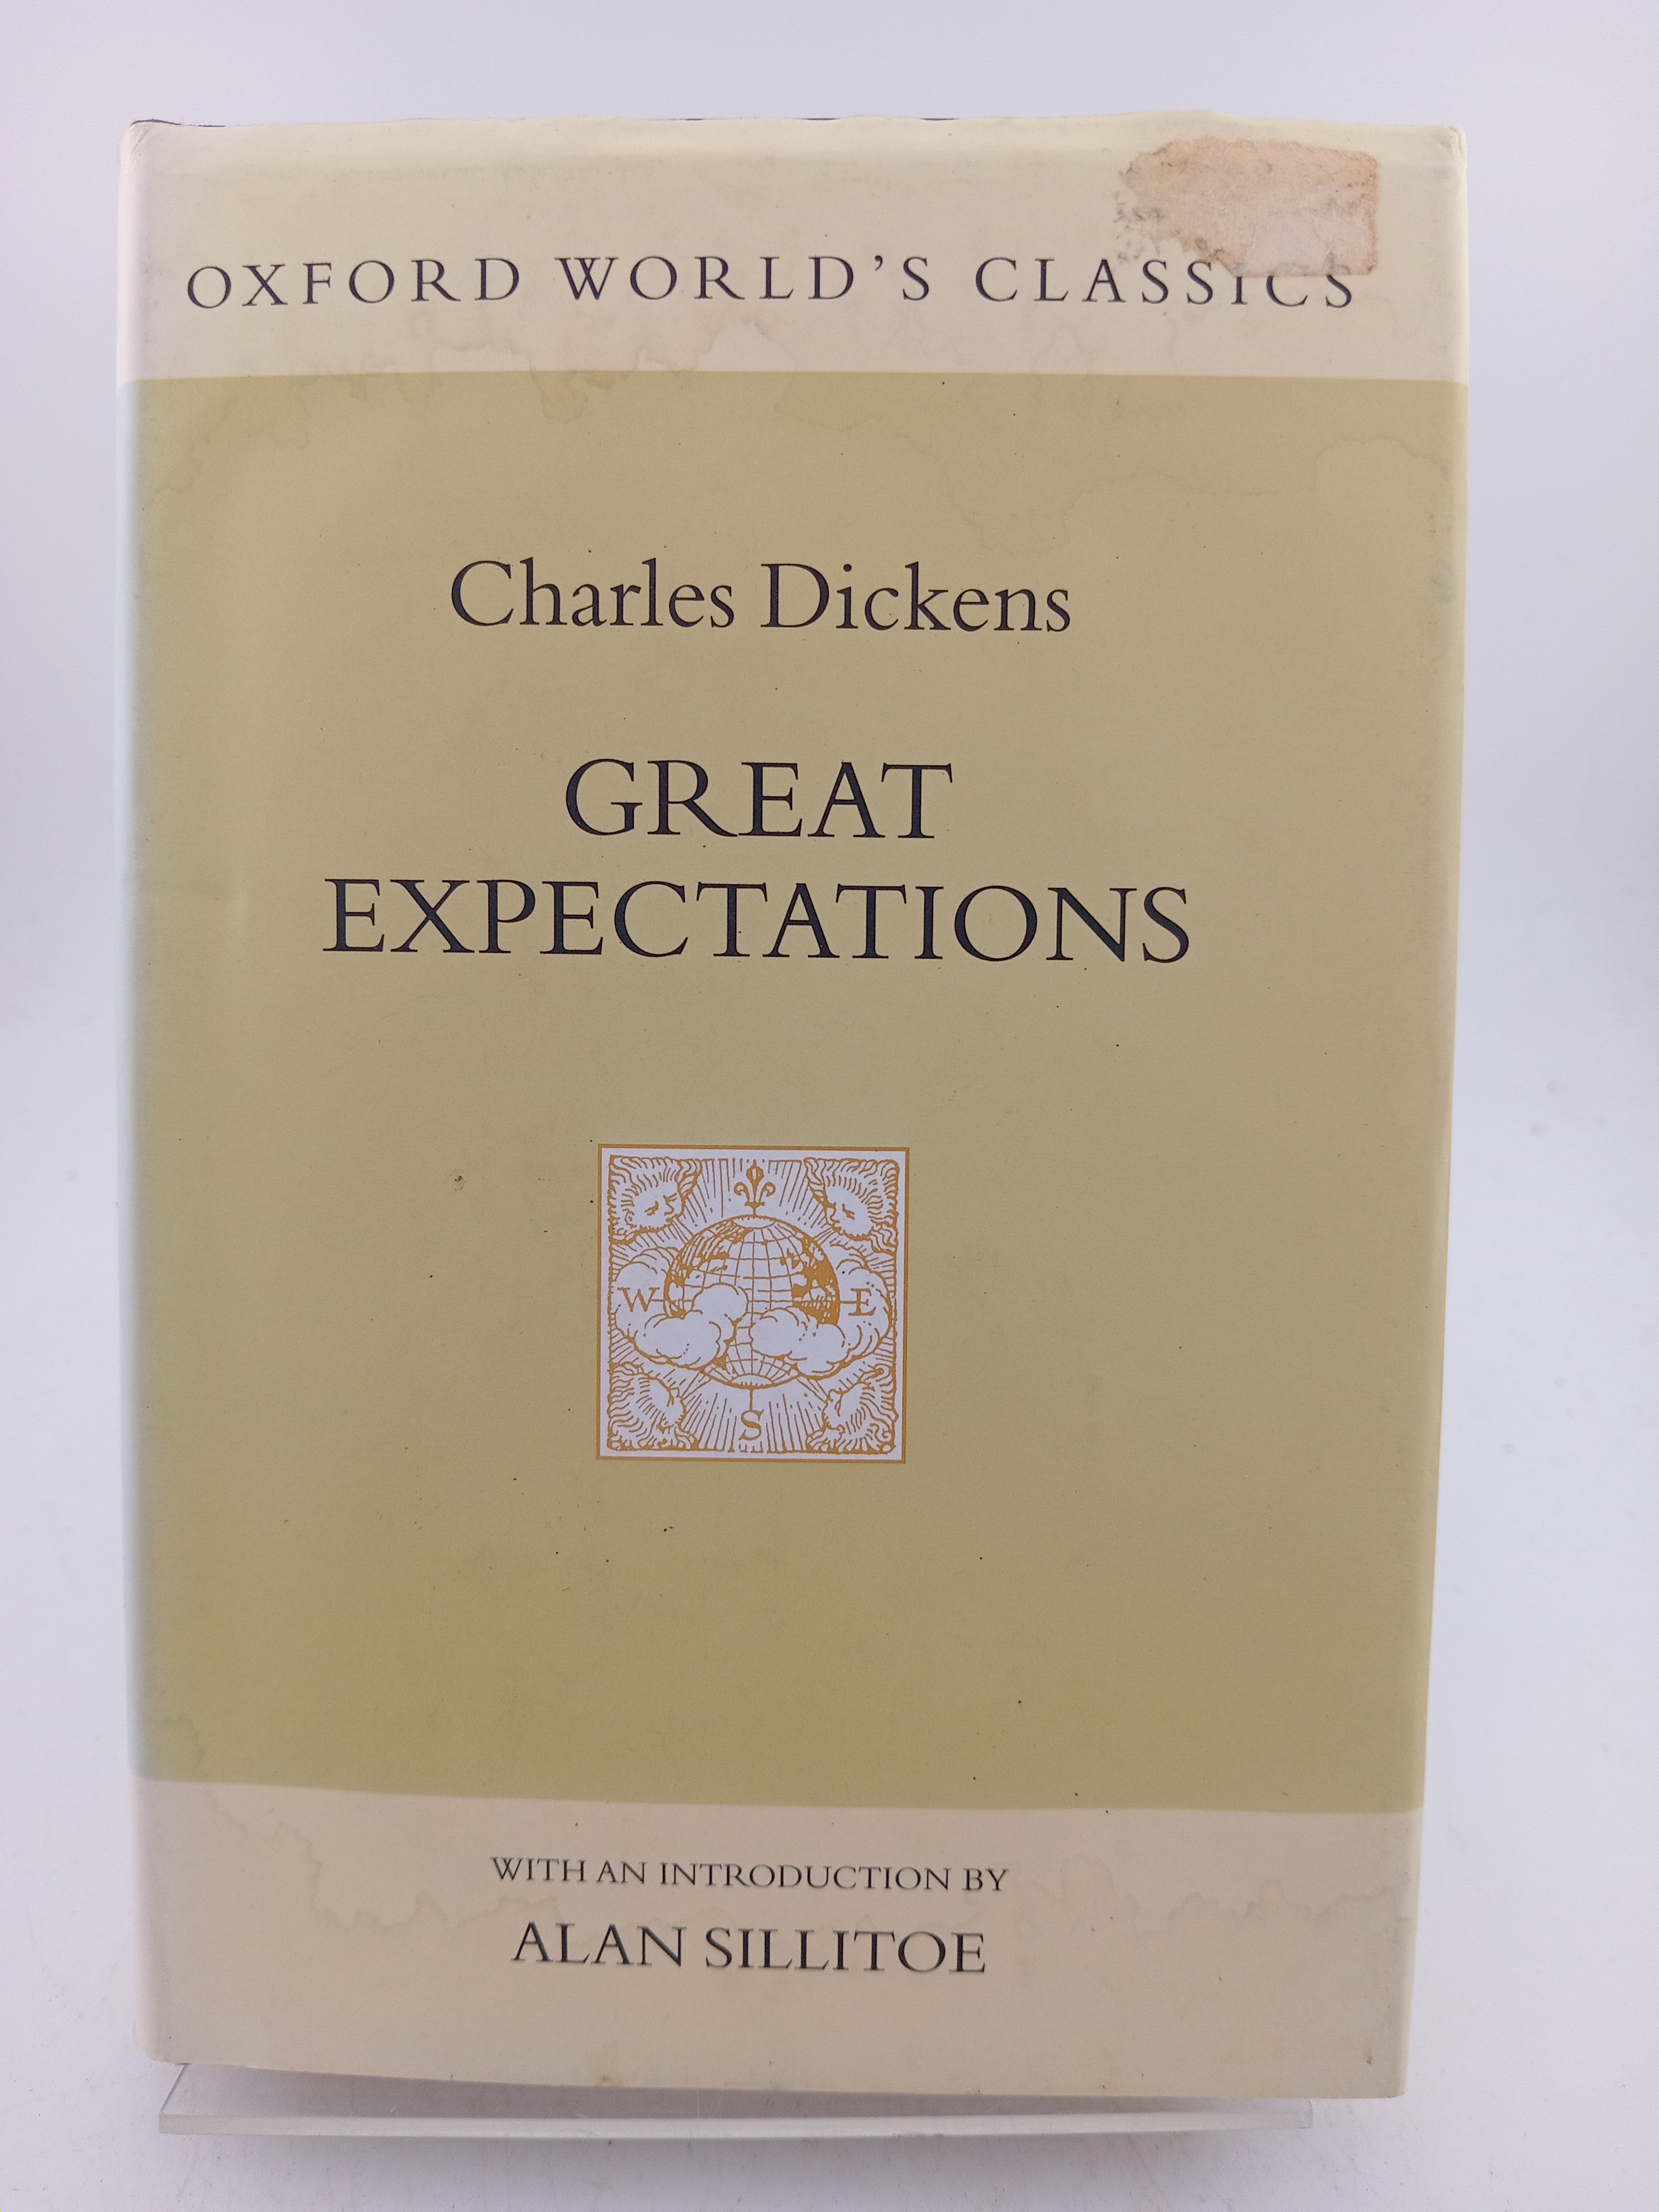 OXFORD WORLD'S CLASSICS
Charles Dickens
GREAT
EXPECTATIONS
W E
S
WITH AN INTRODUCTION BY
ALAN SILLITOE